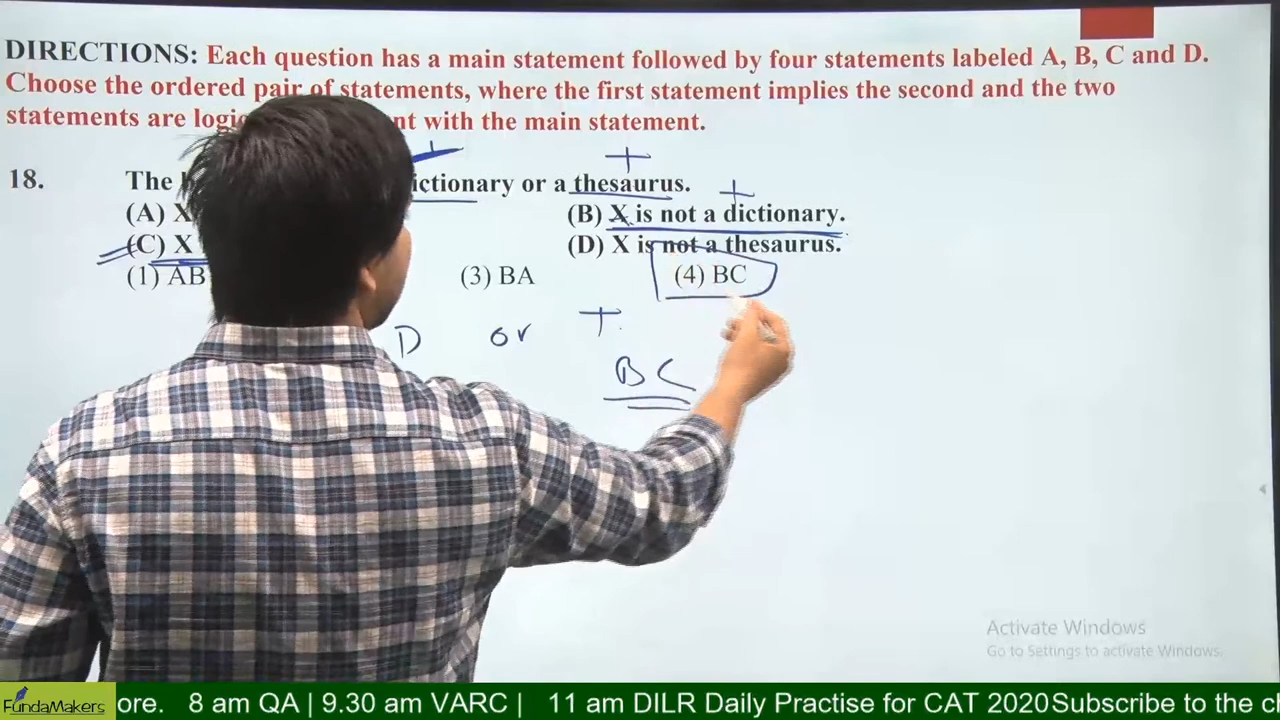 DIRECTIONS: Each question has a main statement followed by four statements labeled A, B, C and D.
Choose the ordered pair of statements, where the first statement implies the second and the two
statements are with the main statement.
18. The or a thesaurus.
(A) X (B) X is not a dictionary.
(C) X (D) X is not a thesaurus.
(1) AB (3) BA (4) BC
D or T
BC
Activate Windows
Go to Settings to activate Windows.
FundaMakers ore. 8 am QA | 9.30 am VARC | 11 am DILR Daily Practise for CAT 2020Subscribe to the